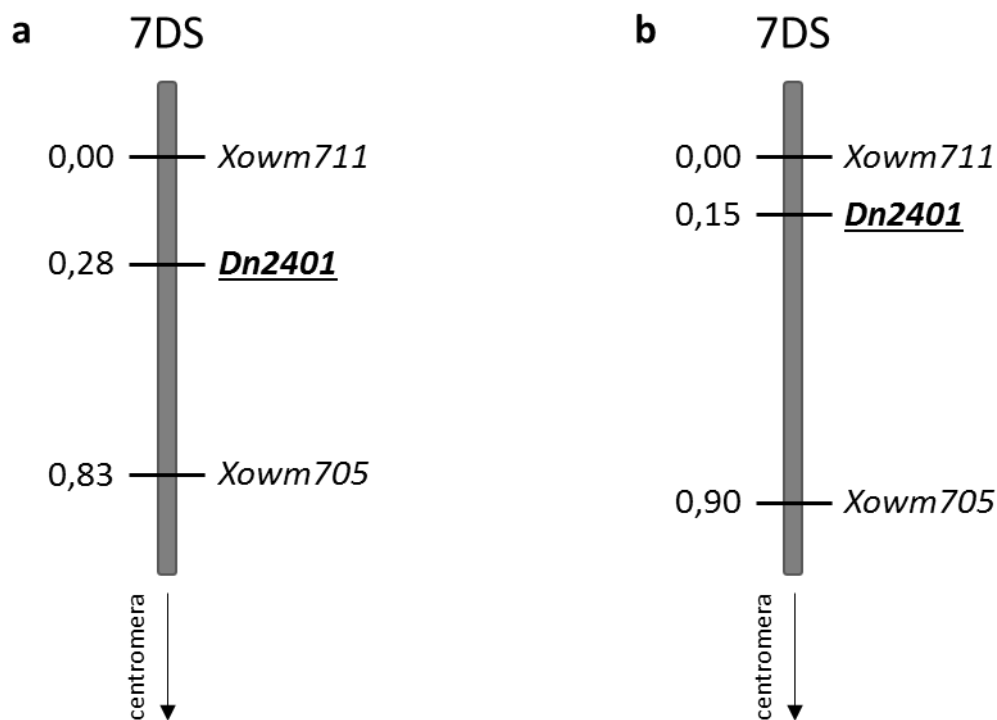 a 7DS
0,00 Xowm711
0,28 Dn2401
0,83 Xowm705
centromera
b 7DS
0,00 Xowm711
0,15 Dn2401
0,90 Xowm705
centromera